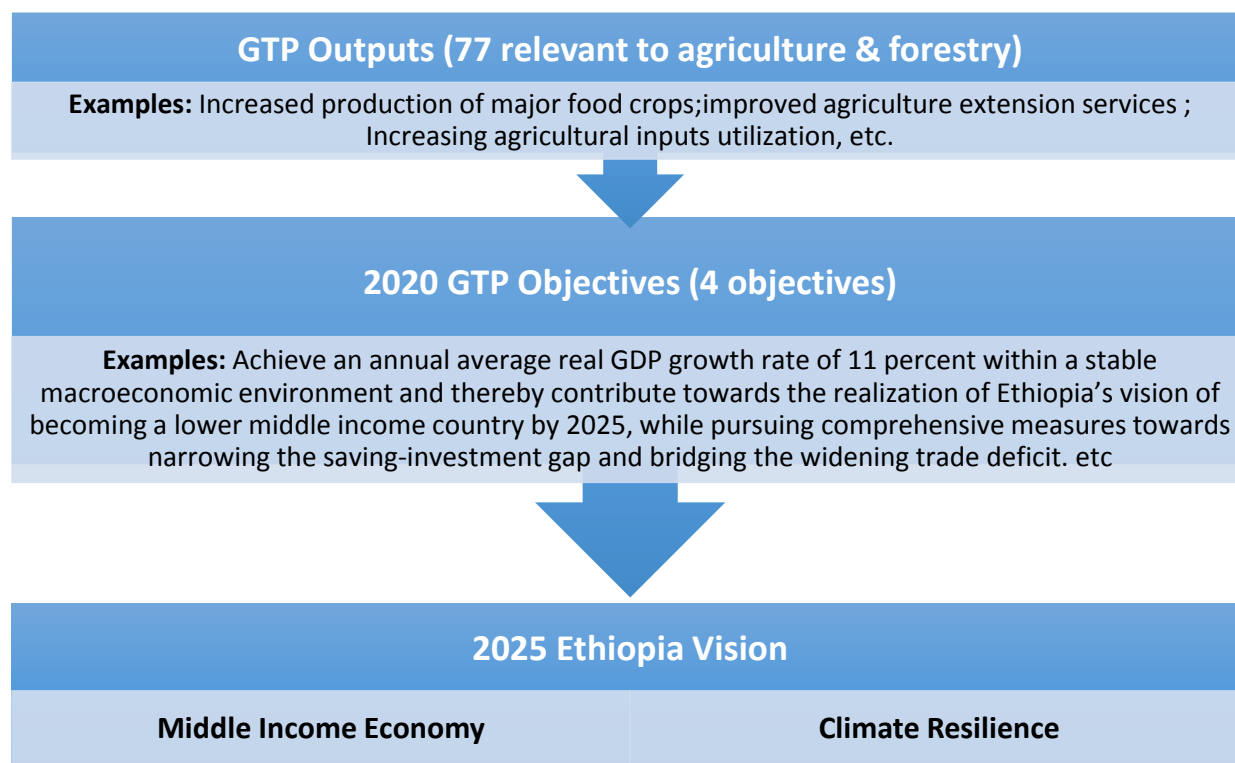 GTP Outputs (77 relevant to agriculture & forestry)
Examples: Increased production of major food crops;improved agriculture extension services ;
Increasing agricultural inputs utilization, etc.
2020 GTP Objectives (4 objectives)
Examples: Achieve an annual average real GDP growth rate of 11 percent within a stable
macroeconomic environment and thereby contribute towards the realization of Ethiopia’s vision of
becoming a lower middle income country by 2025, while pursuing comprehensive measures towards
narrowing the saving-investment gap and bridging the widening trade deficit. etc
2025 Ethiopia Vision
Middle Income Economy
Climate Resilience